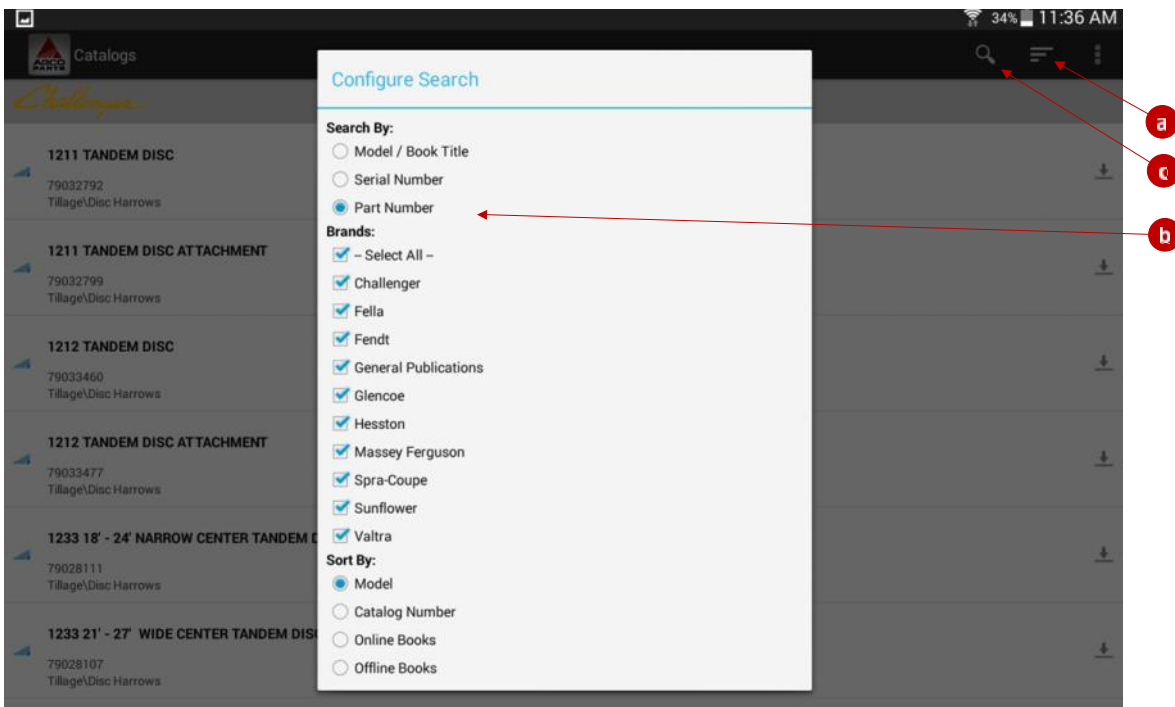 34% 11:36 AM
AGCO PARTS Catalogs
Challenger
1211 TANDEM DISC
79032792
Tillage\Disc Harrows
1211 TANDEM DISC ATTACHMENT
79032799
Tillage\Disc Harrows
1212 TANDEM DISC
79033460
Tillage\Disc Harrows
1212 TANDEM DISC ATTACHMENT
79033477
Tillage\Disc Harrows
1233 18' - 24' NARROW CENTER TANDEM
79028111
Tillage\Disc Harrows
1233 21' - 27' WIDE CENTER TANDEM
79028107
Tillage\Disc Harrows
Configure Search
Search By:
Model / Book Title
Serial Number
Part Number
Brands:
-- Select All --
Challenger
Fella
Fendt
General Publications
Glencoe
Hesston
Massey Ferguson
Spra-Coupe
Sunflower
Valtra
Sort By:
Model
Catalog Number
Online Books
Offline Books
a
b